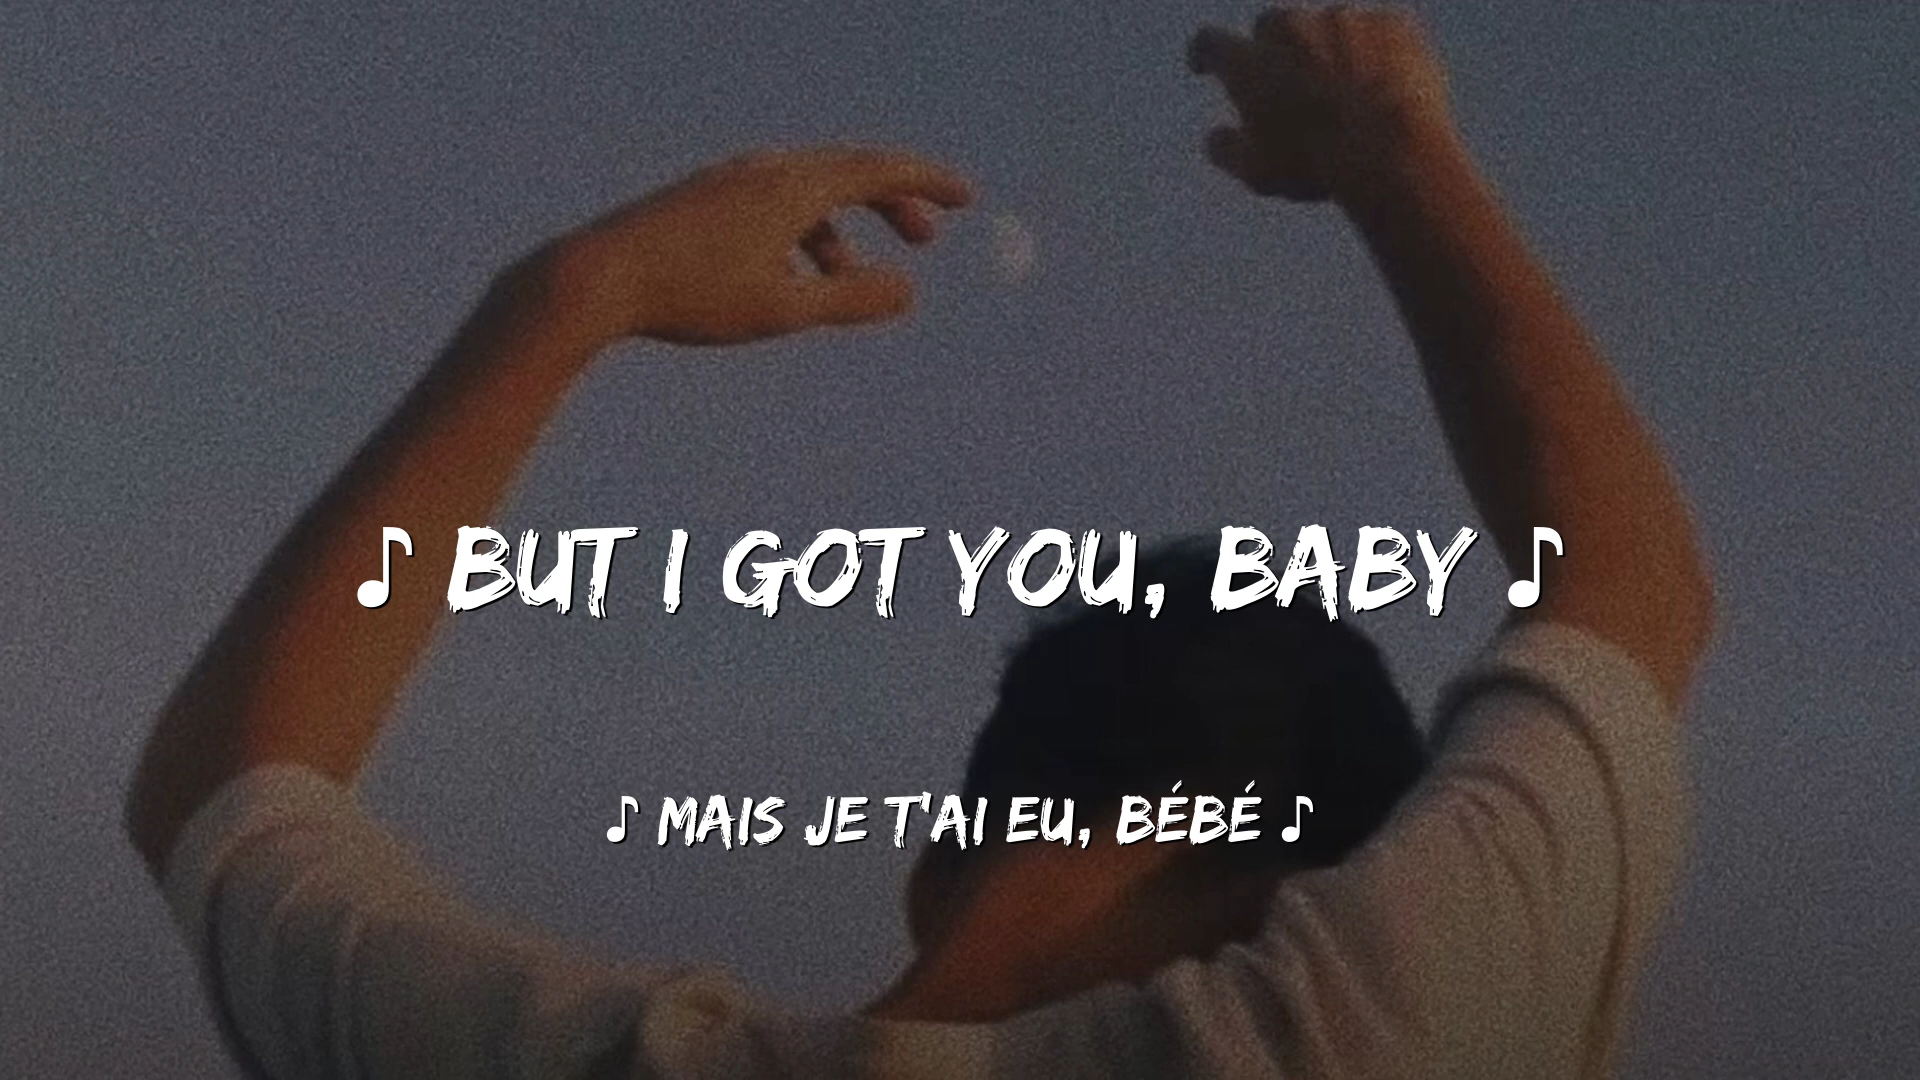 ♪ BUT I GOT YOU, BABY ♪
♪ MAIS JE T'AI EU, BÉBÉ ♪